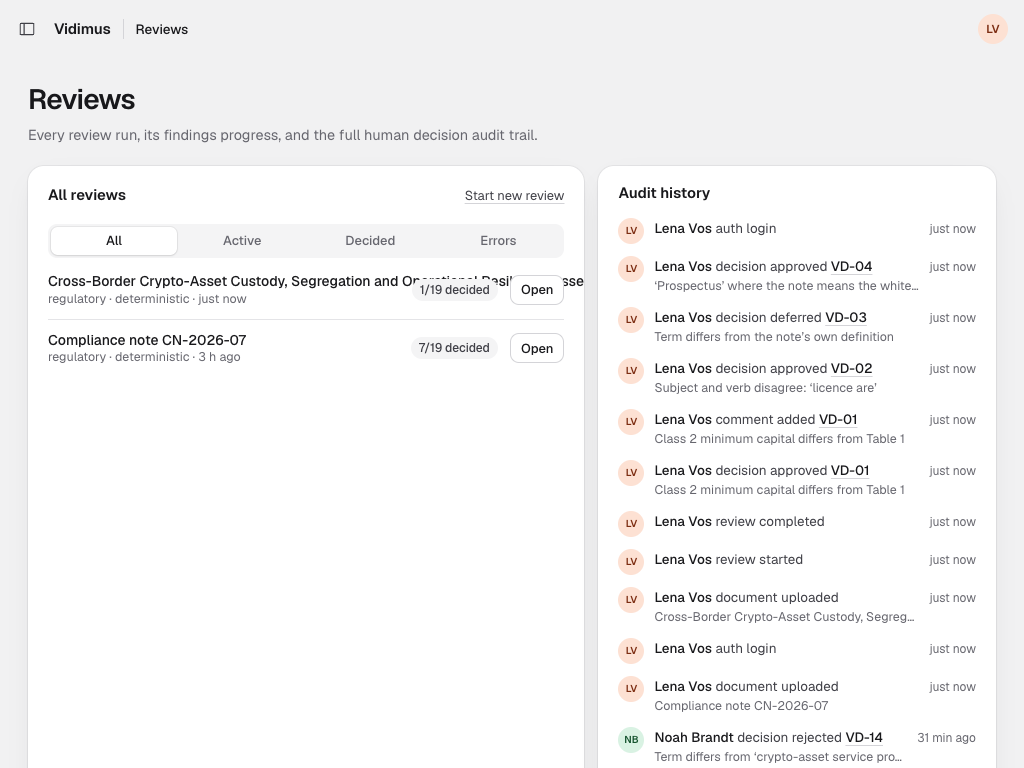 Vidimus
Reviews
LV
Reviews
Every review run, its findings progress, and the full human decision audit trail.
All reviews
Start new review
All
Active
Decided
Errors
Cross-Border Crypto-Asset Custody, Segregation and Operational
regulatory · deterministic · just now
1/19 decided
Open
Compliance note CN-2026-07
regulatory · deterministic · 3 h ago
7/19 decided
Open
Audit history
LV
Lena Vos auth login
just now
LV
Lena Vos decision approved VD-04
just now
‘Prospectus’ where the note means the white…
LV
Lena Vos decision deferred VD-03
just now
Term differs from the note’s own definition
LV
Lena Vos decision approved VD-02
just now
Subject and verb disagree: ‘licence are’
LV
Lena Vos comment added VD-01
just now
Class 2 minimum capital differs from Table 1
LV
Lena Vos decision approved VD-01
just now
Class 2 minimum capital differs from Table 1
LV
Lena Vos review completed
just now
LV
Lena Vos review started
just now
LV
Lena Vos document uploaded
just now
Cross-Border Crypto-Asset Custody, Segreg…
LV
Lena Vos auth login
just now
LV
Lena Vos document uploaded
just now
Compliance note CN-2026-07
NB
Noah Brandt decision rejected VD-14
31 min ago
Term differs from ‘crypto-asset service pro…